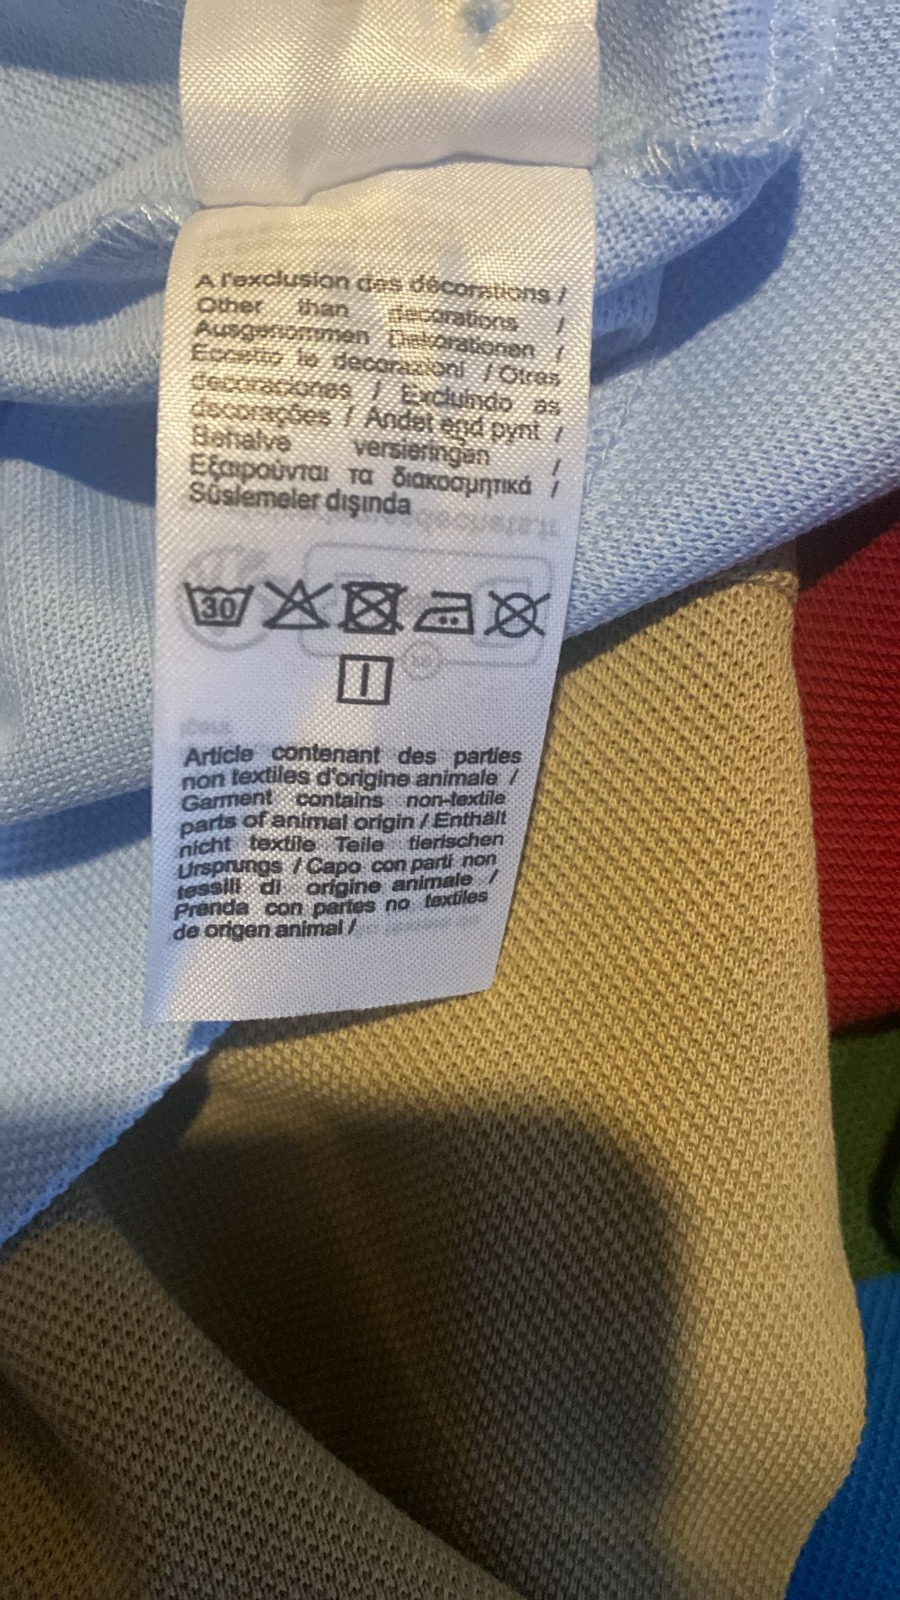 A l'exclusion des décorations /
Other than decorations /
Ausgenommen Dekorationen /
Eccetto le decorazioni / Otras
decoraciones / Excluindo as
decorações / Andet end pynt /
Behalve versieringen /
Εξαιρούνται τα διακοσμητικά /
Süslemeler dışında
30
Article contenant des parties
non textiles d'origine animale /
Garment contains non-textile
parts of animal origin / Enthält
nicht textile Teile tierischen
Ursprungs / Capo con parti non
tessili di origine animale /
Prenda con partes no textiles
de origen animal /